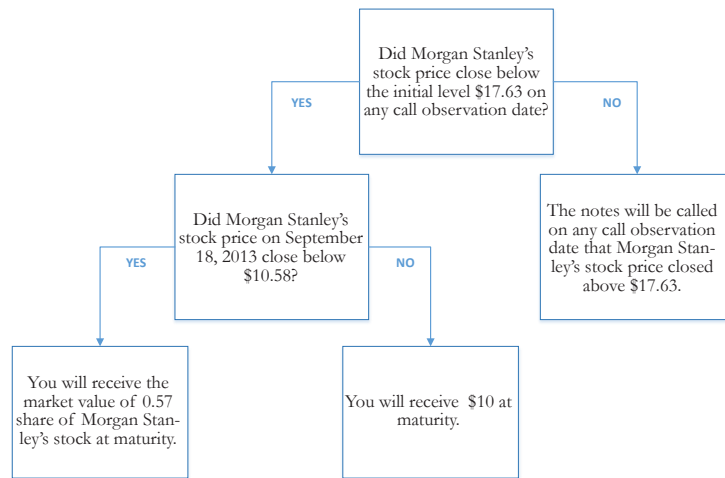 Did Morgan Stanley's
stock price close below
the initial level $17.63 on
any call observation date?
YES
NO
Did Morgan Stanley's
stock price on September
18, 2013 close below
$10.58?
The notes will be called
on any call observation
date that Morgan Stan-
ley's stock price closed
above $17.63.
YES
NO
You will receive the
market value of 0.57
share of Morgan Stan-
ley's stock at maturity.
You will receive $10 at
maturity.